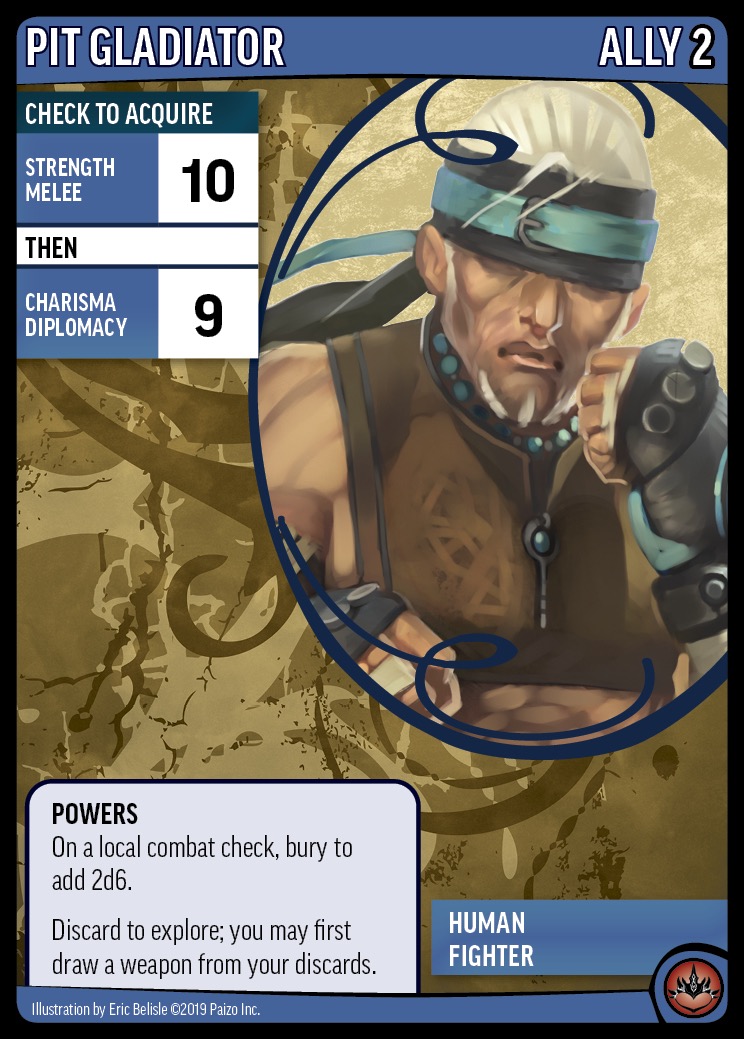 PIT GLADIATOR ALLY 2
CHECK TO ACQUIRE
STRENGTH
MELEE
10
THEN
CHARISMA
DIPLOMACY
9
POWERS
On a local combat check, bury to
add 2d6.
Discard to explore; you may first
draw a weapon from your discards.
HUMAN
FIGHTER
Illustration by Eric Belisle ©2019 Paizo Inc.